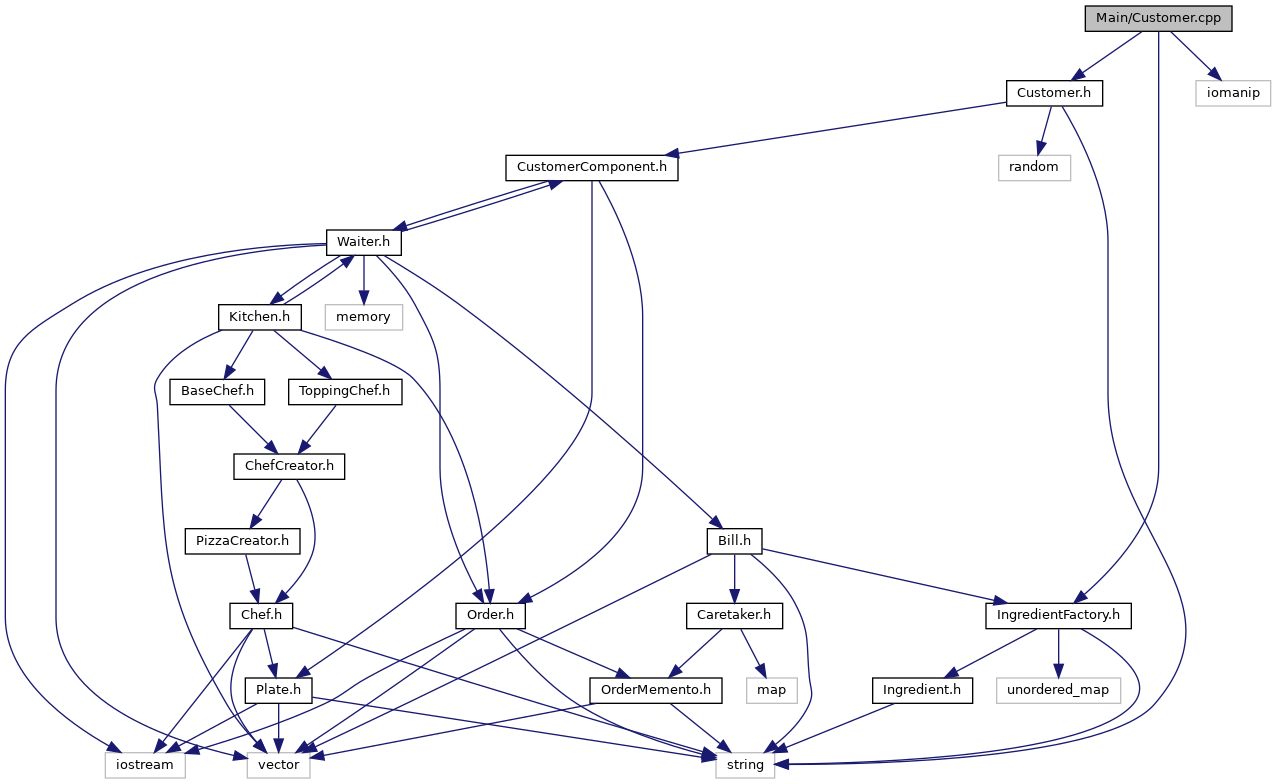 Main/Customer.cpp
Customer.h
iomanip
CustomerComponent.h
random
Waiter.h
Kitchen.h
memory
BaseChef.h
ToppingChef.h
ChefCreator.h
PizzaCreator.h
Bill.h
Chef.h
Order.h
Caretaker.h
IngredientFactory.h
Plate.h
OrderMemento.h
map
Ingredient.h
unordered_map
iostream
vector
string